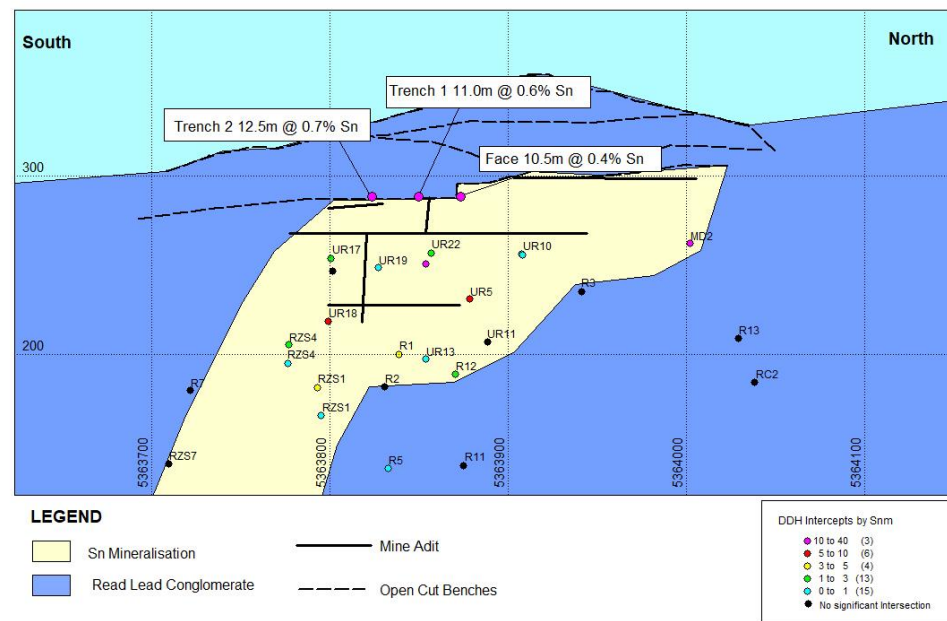 South
North
Trench 1 11.0m @ 0.6% Sn
Trench 2 12.5m @ 0.7% Sn
Face 10.5m @ 0.4% Sn
300
MD2
UR17
UR19
UR22
UR10
UR5
R3
UR18
RZS4
R1
UR11
R13
200
RZS4
UR13
R12
R7
RZS1
R2
RC2
RZS1
RZS7
R5
R11
5363700
5363800
5363900
5364000
5364100
LEGEND
Sn Mineralisation
Mine Adit
Read Lead Conglomerate
Open Cut Benches
DDH Intercepts by Snm
10 to 40 (3)
5 to 10 (6)
3 to 5 (4)
1 to 3 (13)
0 to 1 (15)
No significant Intersection